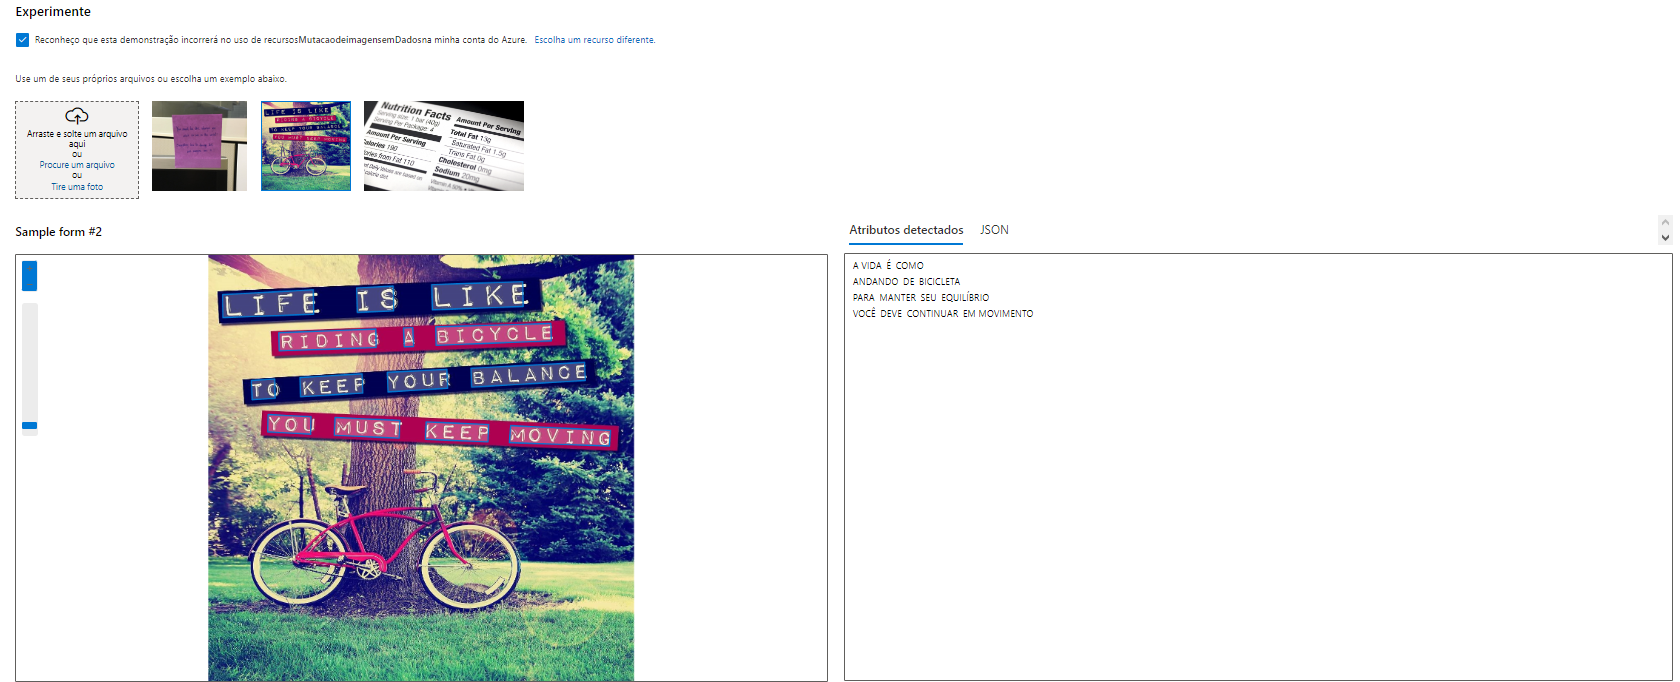 Experimente
Reconheço que esta demonstração incorrerá no uso de recursosMutacaodeimagensemDadosna minha conta do Azure. Escolha um recurso diferente.
Use um de seus próprios arquivos ou escolha um exemplo abaixo.
Arraste e solte um arquivo
aqui
ou
Procure um arquivo
ou
Tire uma foto
LIFE IS LIKE
RIDING A BICYCLE
TO KEEP YOUR BALANCE
YOU MUST KEEP MOVING
Nutrition Facts
Serving size: 1 bar (40g)
Serving Per Package: 4
Amount Per Serving
Calories 190
Calories from Fat 110
Amount Per Serving
Total Fat 13g
Saturated Fat 1.5g
Trans Fat 0g
Cholesterol 0mg
Sodium 20mg
Sample form #2
LIFE IS LIKE
RIDING A BICYCLE
TO KEEP YOUR BALANCE
YOU MUST KEEP MOVING
Atributos detectados JSON
A VIDA É COMO
ANDANDO DE BICICLETA
PARA MANTER SEU EQUILÍBRIO
VOCÊ DEVE CONTINUAR EM MOVIMENTO